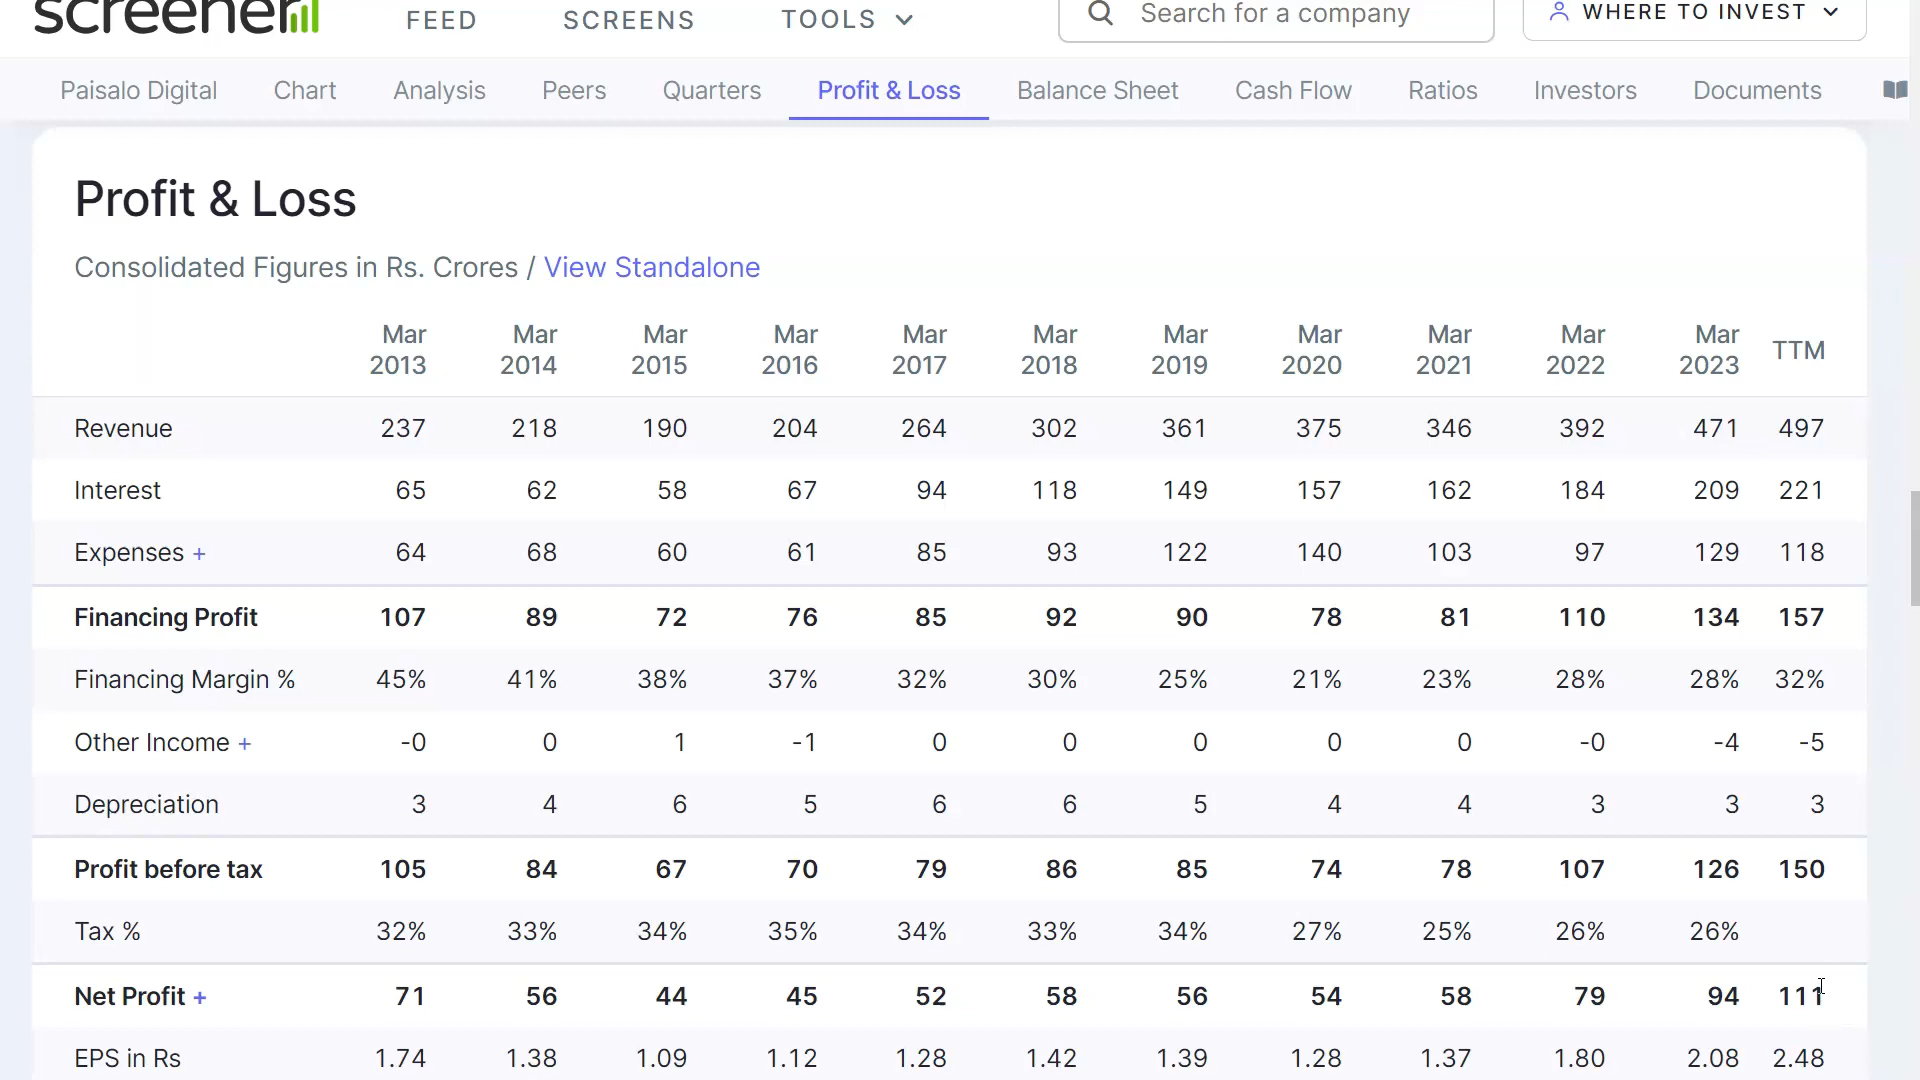 screener
FEED SCREENS TOOLS Search for a company WHERE TO INVEST
Paisalo Digital Chart Analysis Peers Quarters Profit & Loss Balance Sheet Cash Flow Ratios Investors Documents
Profit & Loss
Consolidated Figures in Rs. Crores / View Standalone
Mar 2013 Mar 2014 Mar 2015 Mar 2016 Mar 2017 Mar 2018 Mar 2019 Mar 2020 Mar 2021 Mar 2022 Mar 2023 TTM
Revenue 237 218 190 204 264 302 361 375 346 392 471 497
Interest 65 62 58 67 94 118 149 157 162 184 209 221
Expenses + 64 68 60 61 85 93 122 140 103 97 129 118
Financing Profit 107 89 72 76 85 92 90 78 81 110 134 157
Financing Margin % 45% 41% 38% 37% 32% 30% 25% 21% 23% 28% 28% 32%
Other Income + -0 0 1 -1 0 0 0 0 0 -0 -4 -5
Depreciation 3 4 6 5 6 6 5 4 4 3 3 3
Profit before tax 105 84 67 70 79 86 85 74 78 107 126 150
Tax % 32% 33% 34% 35% 34% 33% 34% 27% 25% 26% 26%
Net Profit + 71 56 44 45 52 58 56 54 58 79 94 111
EPS in Rs 1.74 1.38 1.09 1.12 1.28 1.42 1.39 1.28 1.37 1.80 2.08 2.48